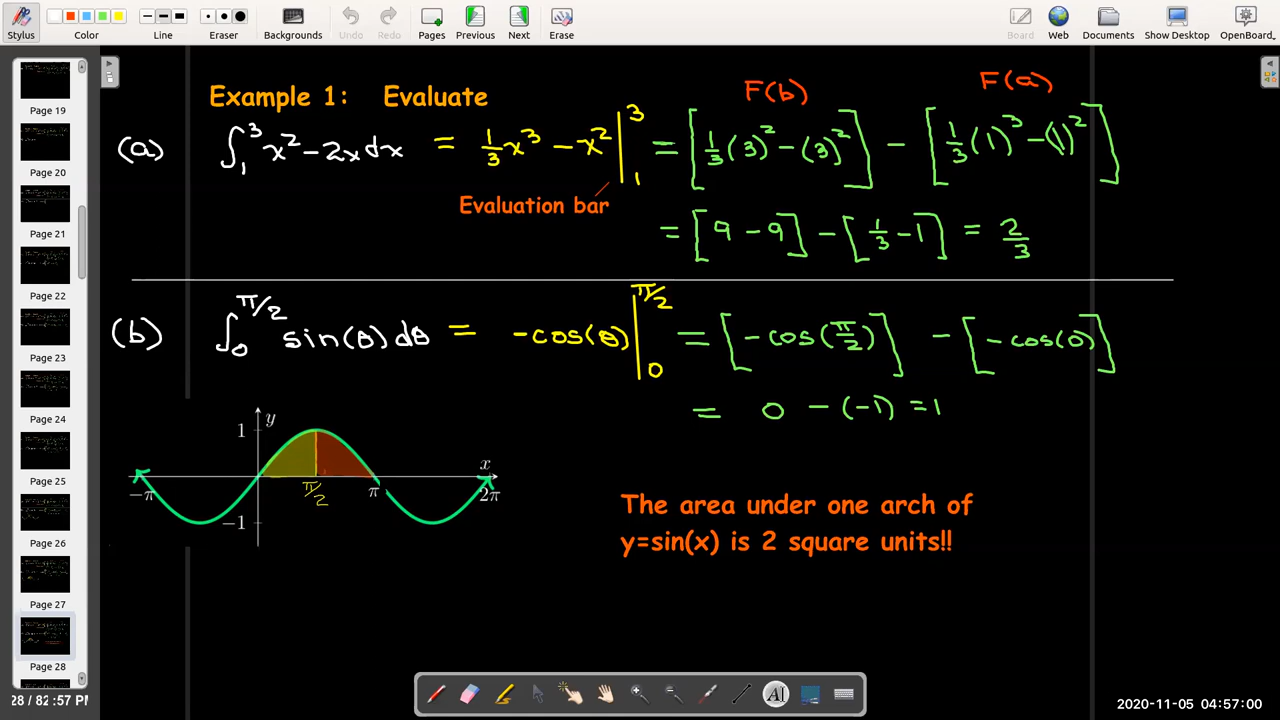 Stylus
Color
Line
Eraser
Backgrounds
Undo
Redo
Pages
Previous
Next
Erase
Board
Web
Documents
Show Desktop
OpenBoard
Page 19
Page 20
Page 21
Page 22
Page 23
Page 24
Page 25
Page 26
Page 27
Page 28
28 / 82
:57 P
Example 1: Evaluate
F(b)
F(a)
(a) ∫₁³ x² − 2x dx = ⅓x³ − x² |₁³ = [⅓(3)² − (3)²] − [⅓(1)³ − (1)²]
Evaluation bar
= [9 − 9] − [⅓ − 1] = 2/3
(b) ∫₀^(π/2) sin(θ) dθ = −cos(θ) |₀^(π/2) = [−cos(π/2)] − [−cos(0)]
= 0 − (−1) = 1
y
1
x
−π
π/2
π
2π
−1
The area under one arch of
y=sin(x) is 2 square units!!
A
2020-11-05 04:57:00